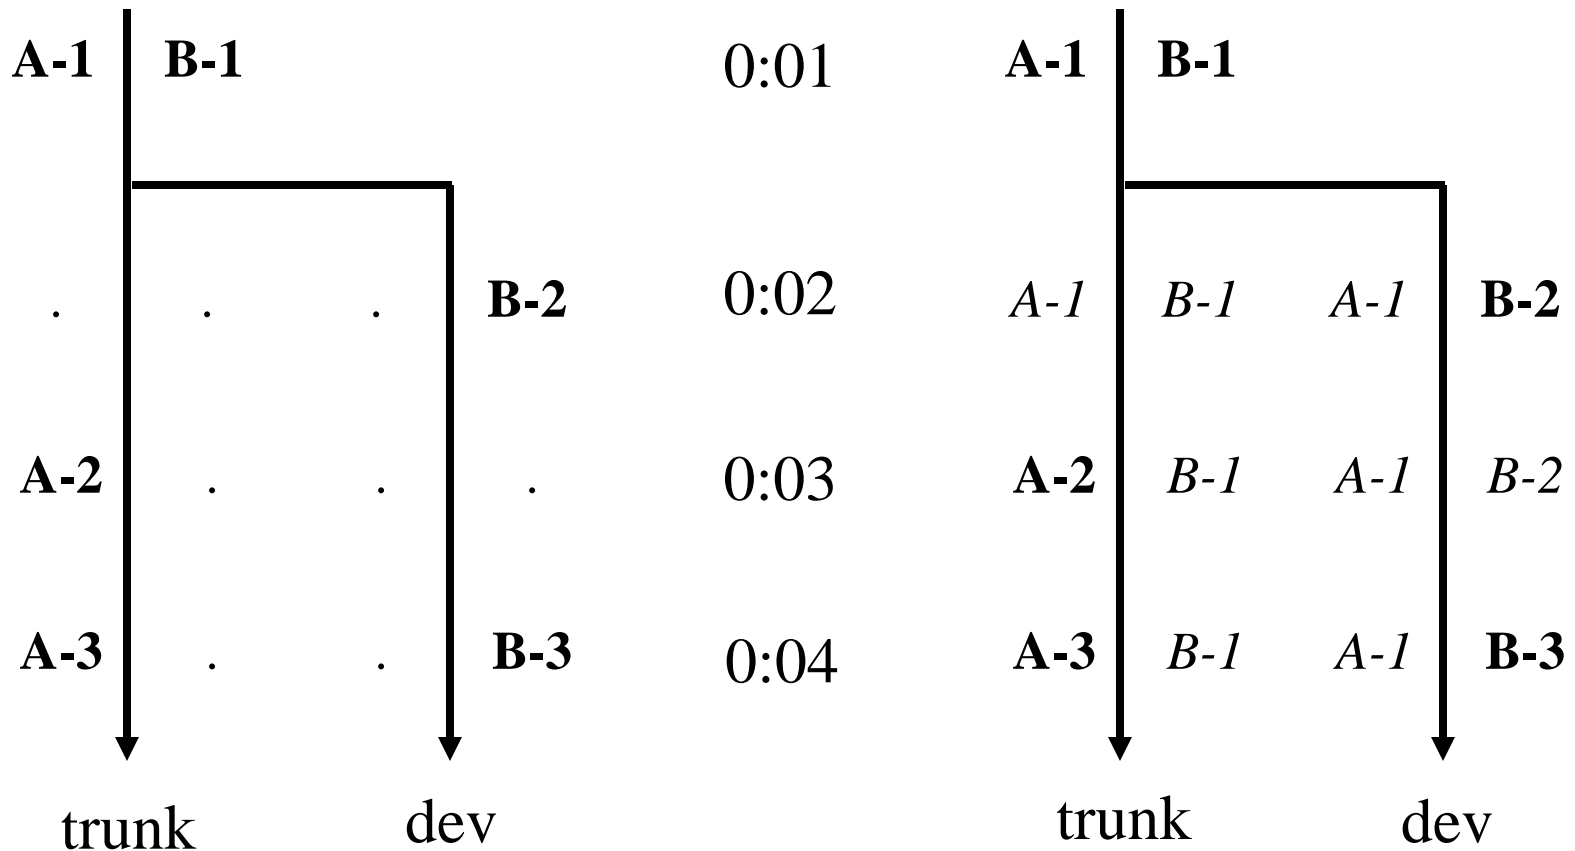 A-1 B-1 0:01 A-1 B-1
. . . B-2 0:02 A-1 B-1 A-1 B-2
A-2 . . . 0:03 A-2 B-1 A-1 B-2
A-3 . . B-3 0:04 A-3 B-1 A-1 B-3
trunk dev trunk dev